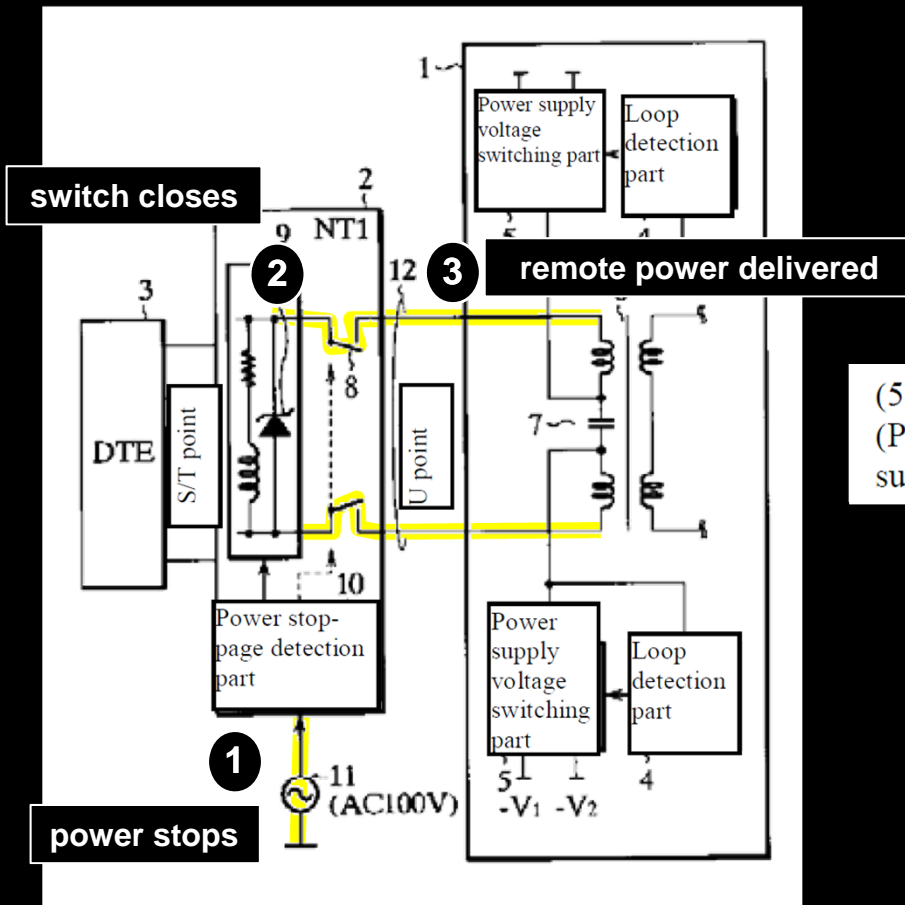 1
Power supply
voltage
switching part
Loop
detection
part
5
4
switch closes
2
NT1
9
2
12
3
remote power delivered
3
8
7
DTE
S/T point
U point
(5
(P
su
10
Power stop-
page detection
part
Power
supply
voltage
switching
part
Loop
detection
part
1
11
(AC100V)
5
-V1 -V2
4
power stops